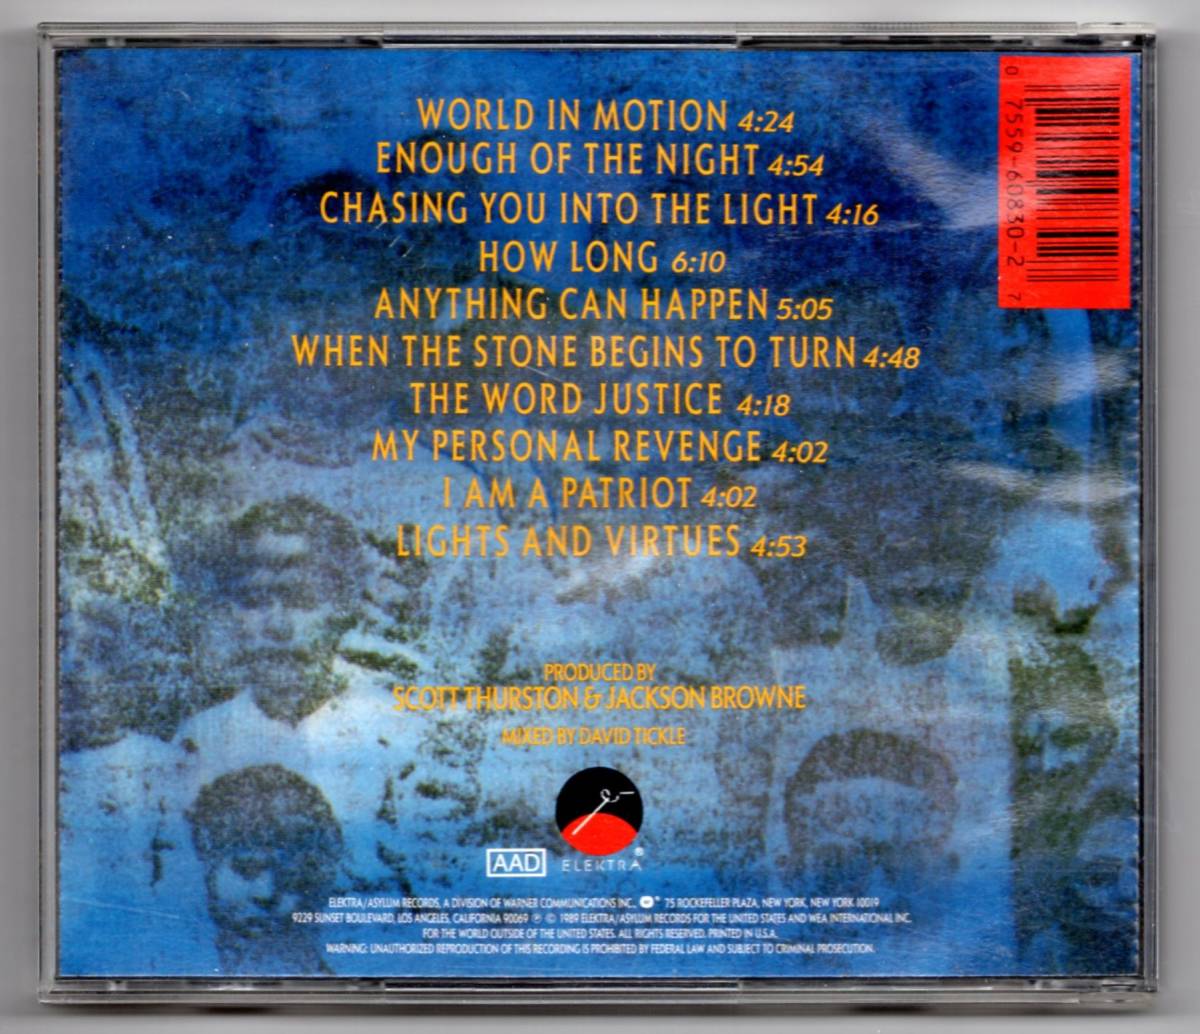 WORLD IN MOTION 4:24
ENOUGH OF THE NIGHT 4:54
CHASING YOU INTO THE LIGHT 4:16
HOW LONG 6:10
ANYTHING CAN HAPPEN 5:05
WHEN THE STONE BEGINS TO TURN 4:48
THE WORD JUSTICE 4:18
MY PERSONAL REVENGE 4:02
I AM A PATRIOT 4:02
LIGHTS AND VIRTUES 4:53
0 7559-60830-2 7
PRODUCED BY
SCOTT THURSTON & JACKSON BROWNE
MIXED BY DAVID TICKLE
AAD ELEKTRA®
ELEKTRA/ASYLUM RECORDS, A DIVISION OF WARNER COMMUNICATIONS INC., 75 ROCKEFELLER PLAZA, NEW YORK, NEW YORK 10019
9229 SUNSET BOULEVARD, LOS ANGELES, CALIFORNIA 90069 ℗ © 1989 ELEKTRA/ASYLUM RECORDS FOR THE UNITED STATES AND WEA INTERNATIONAL INC.
FOR THE WORLD OUTSIDE OF THE UNITED STATES. ALL RIGHTS RESERVED. PRINTED IN U.S.A.
WARNING: UNAUTHORIZED REPRODUCTION OF THIS RECORDING IS PROHIBITED BY FEDERAL LAW AND SUBJECT TO CRIMINAL PROSECUTION.